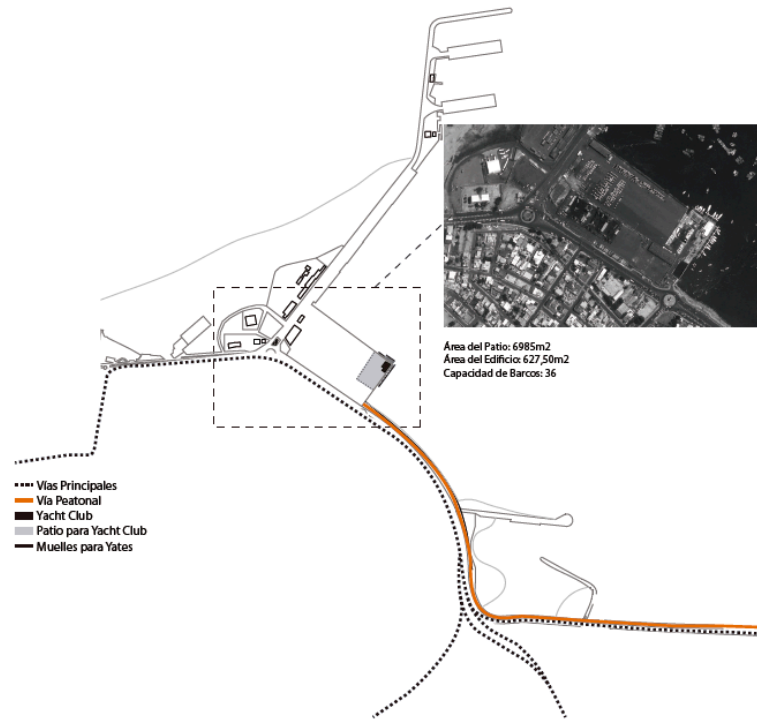 Área del Patio: 6985m2
Área del Edificio: 627,50m2
Capacidad de Barcos: 36
Vías Principales
Vía Peatonal
Yacht Club
Patio para Yacht Club
Muelles para Yates